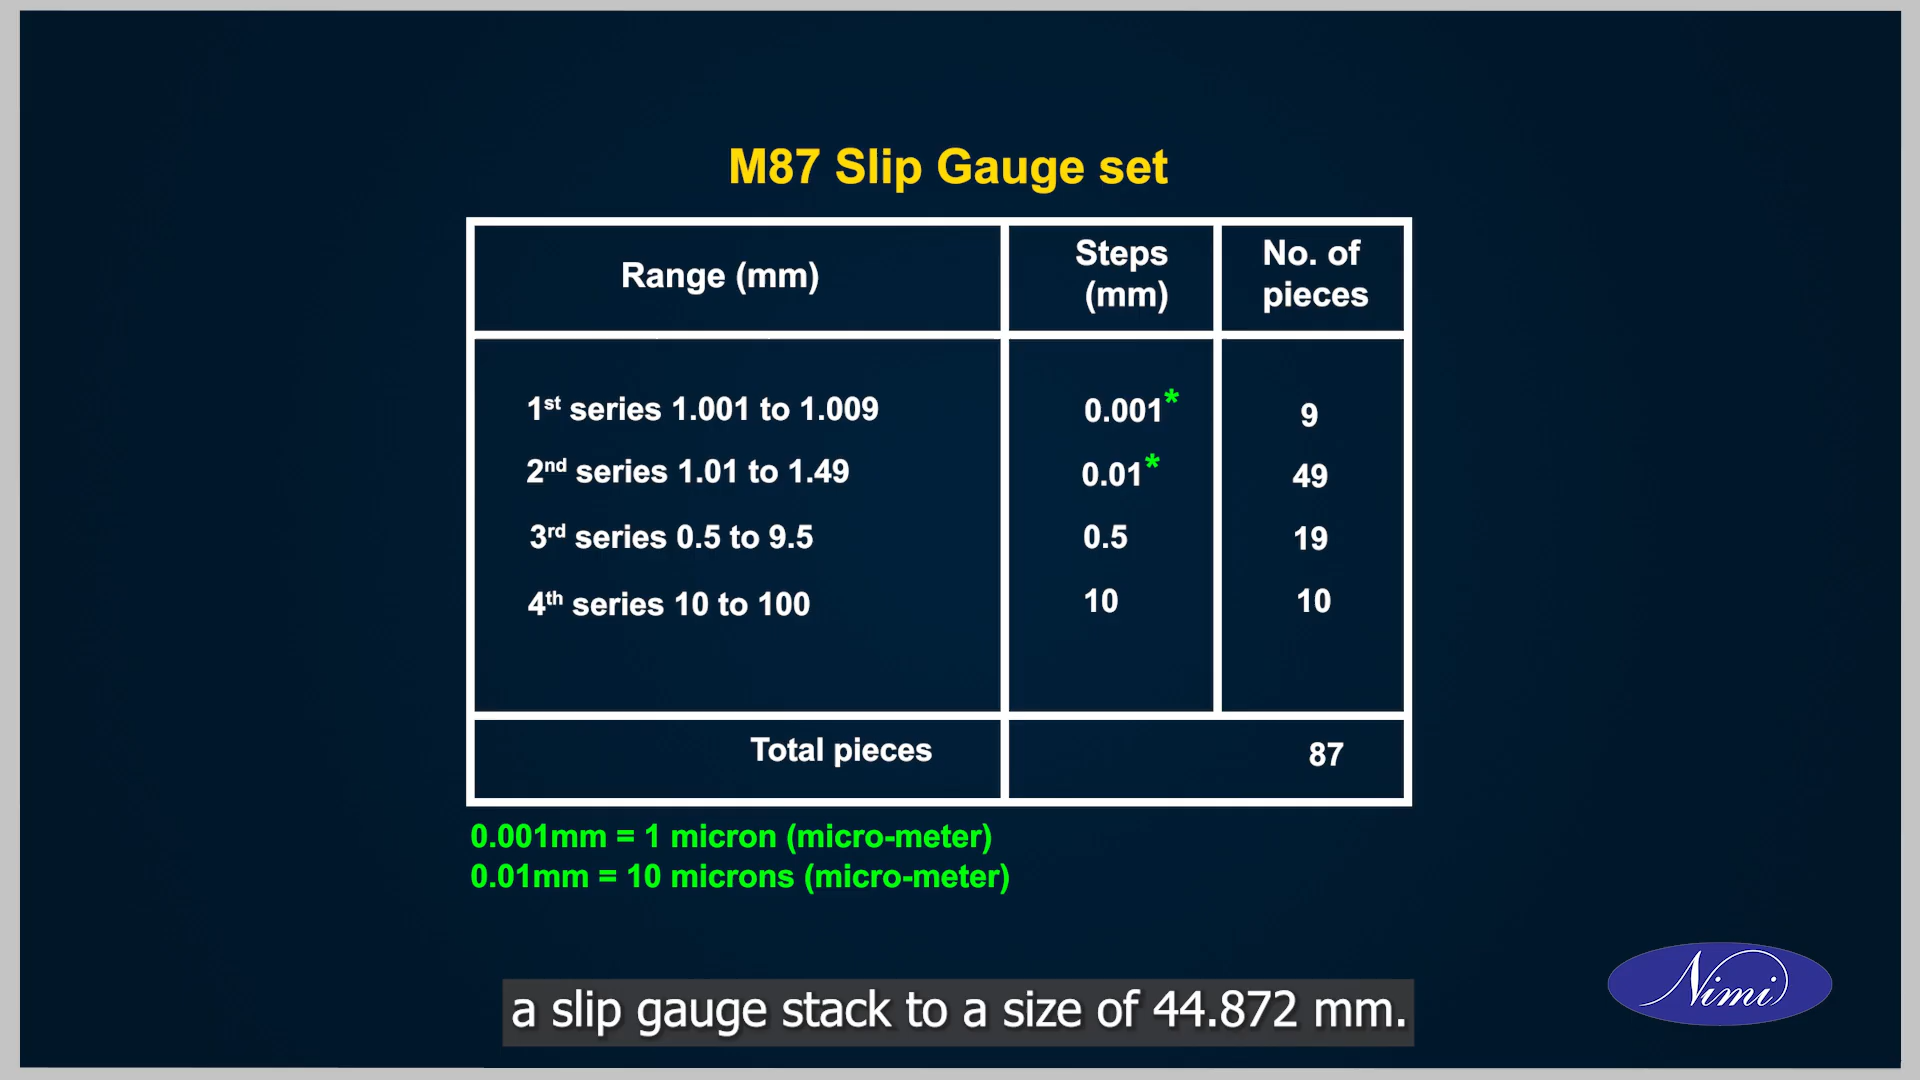 M87 Slip Gauge set
Range (mm) Steps (mm) No. of pieces
1st series 1.001 to 1.009 0.001* 9
2nd series 1.01 to 1.49 0.01* 49
3rd series 0.5 to 9.5 0.5 19
4th series 10 to 100 10 10
Total pieces 87
0.001mm = 1 micron (micro-meter)
0.01mm = 10 microns (micro-meter)
a slip gauge stack to a size of 44.872 mm.
Nimi